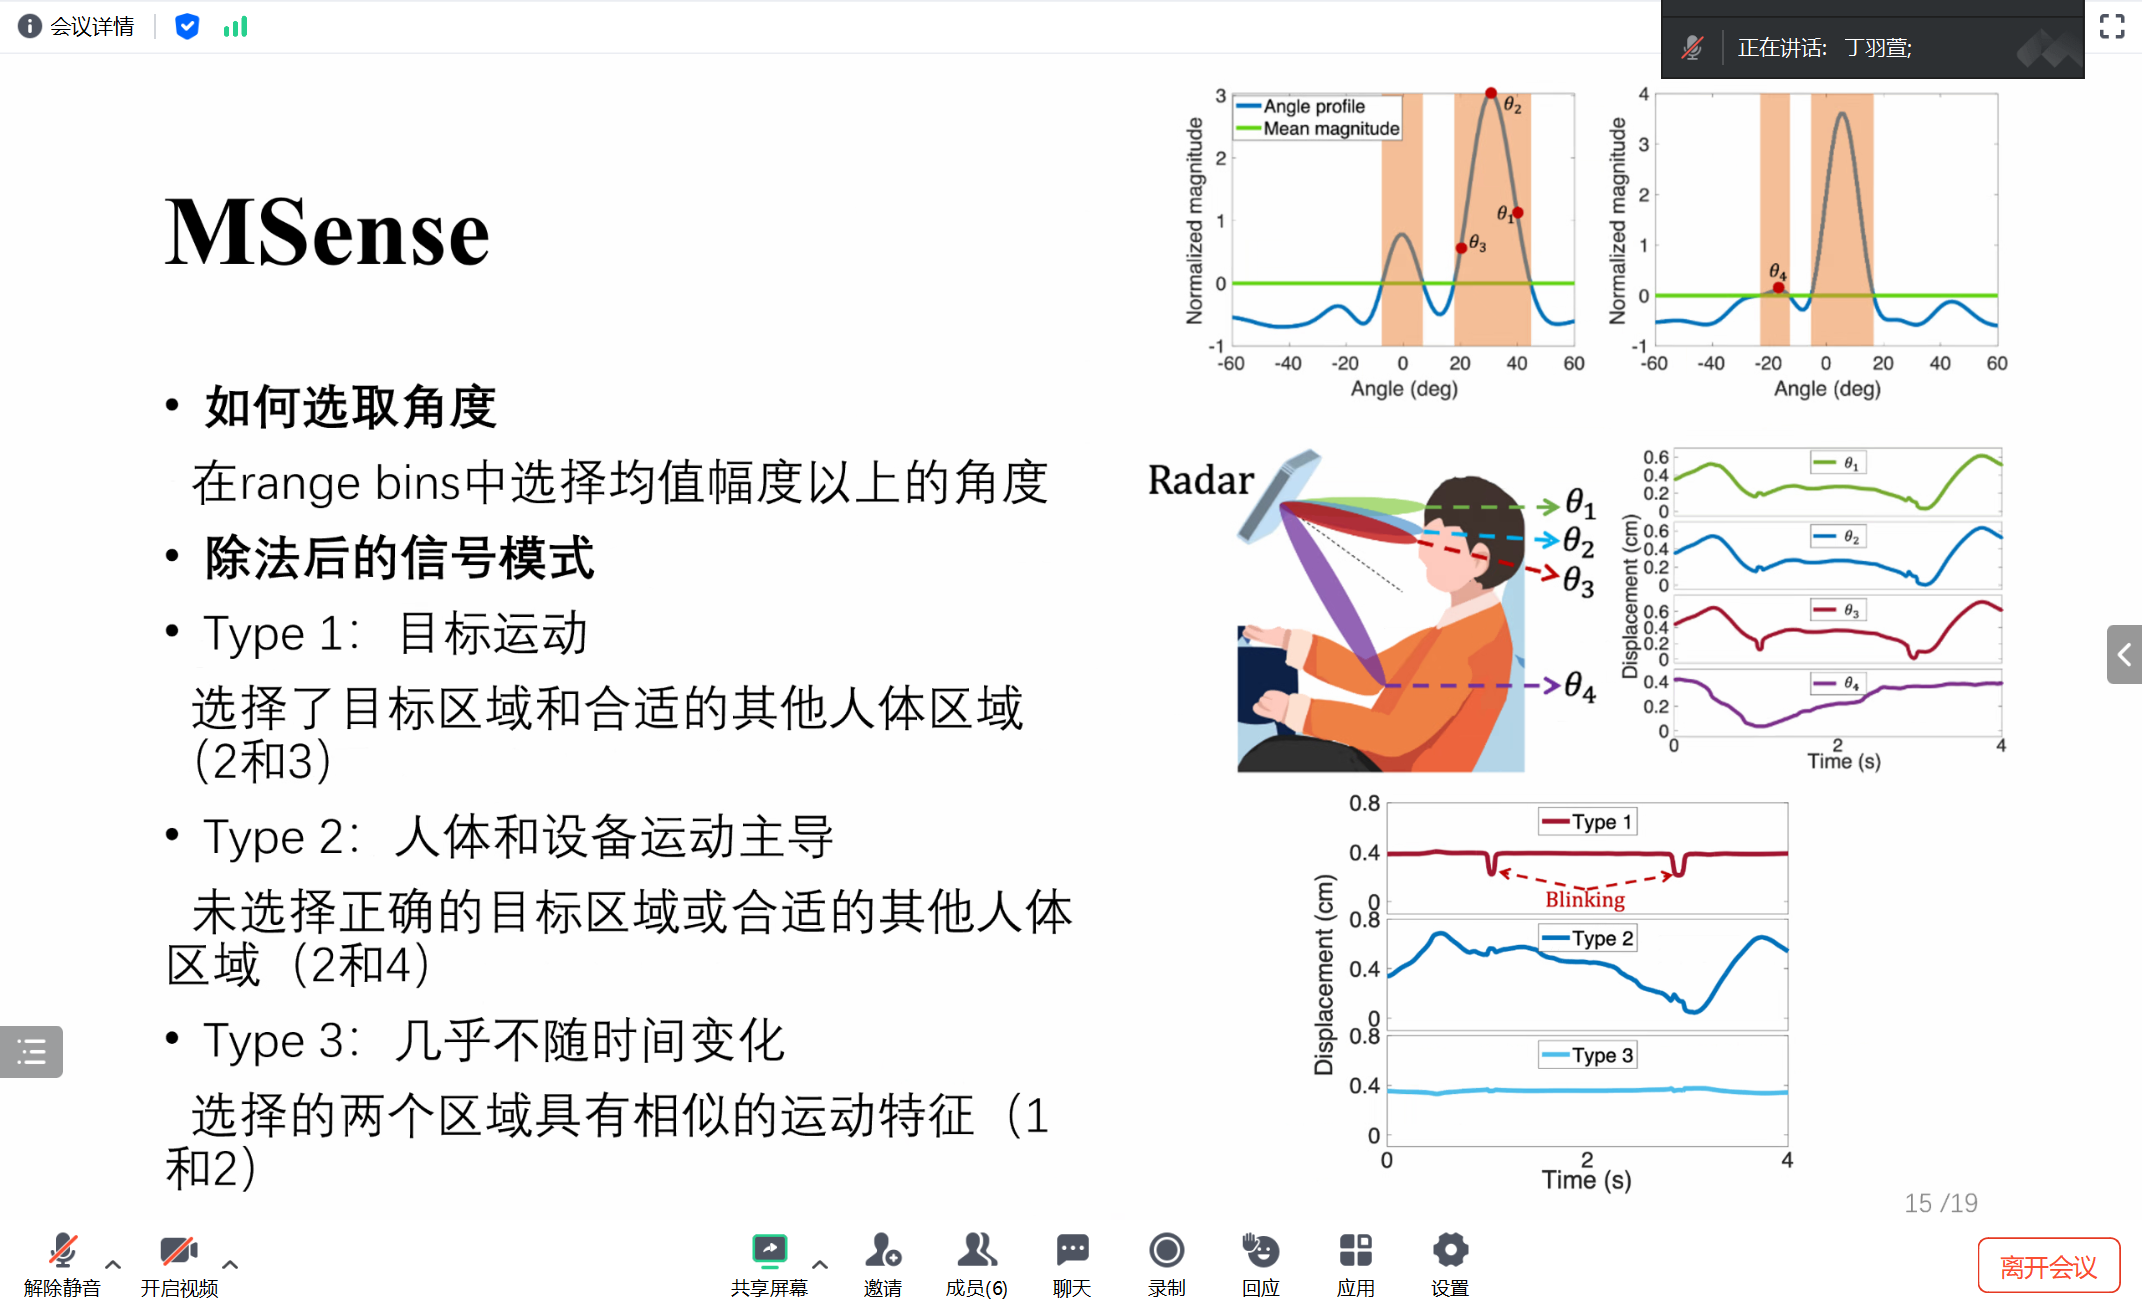 会议详情
正在讲话: 丁羽萱;
MSense
• 如何选取角度
在range bins中选择均值幅度以上的角度
• 除法后的信号模式
• Type 1: 目标运动
选择了目标区域和合适的其他人体区域
（2和3）
• Type 2: 人体和设备运动主导
未选择正确的目标区域或合适的其他人体
区域（2和4）
• Type 3: 几乎不随时间变化
选择的两个区域具有相似的运动特征（1
和2）
Normalized magnitude
3
2
1
0
-1
Angle profile
Mean magnitude
θ2
θ1
θ3
-60 -40 -20 0 20 40 60
Angle (deg)
Normalized magnitude
4
3
2
1
0
-1
θ4
-60 -40 -20 0 20 40 60
Angle (deg)
Radar
θ1
θ2
θ3
θ4
Displacement (cm)
0.6
0.4
0.2
0
θ1
0.6
0.4
0.2
0
θ2
0.6
0.4
0.2
0
θ3
0.4
0.2
0
θ4
0 2 4
Time (s)
Displacement (cm)
0.8
0.4
0
Type 1
Blinking
0.8
0.4
0
Type 2
0.8
0.4
0
Type 3
0 2 4
Time (s)
15 /19
解除静音
开启视频
共享屏幕
邀请
成员(6)
聊天
录制
回应
应用
设置
离开会议